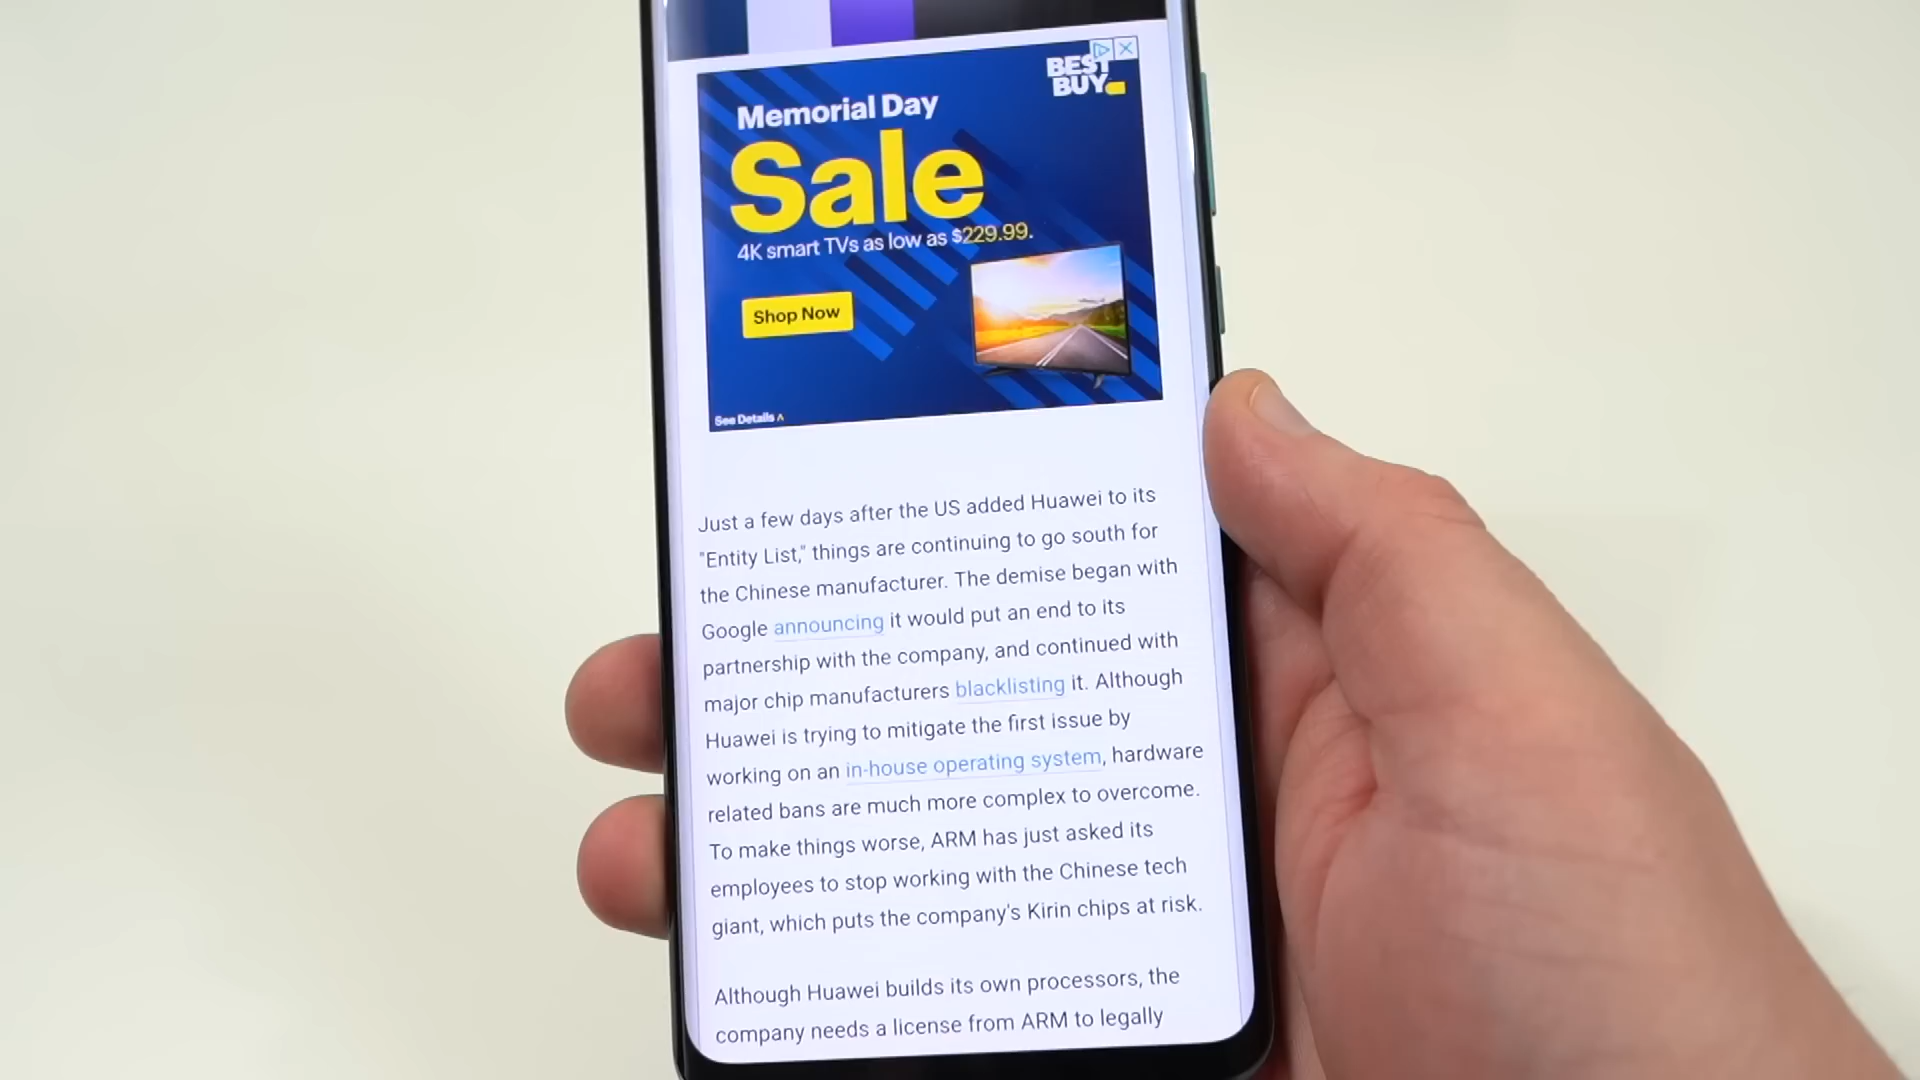 BEST
BUY
Memorial Day
Sale
4K smart TVs as low as $229.99.
Shop Now
See Details ^
Just a few days after the US added Huawei to its
"Entity List," things are continuing to go south for
the Chinese manufacturer. The demise began with
Google announcing it would put an end to its
partnership with the company, and continued with
major chip manufacturers blacklisting it. Although
Huawei is trying to mitigate the first issue by
working on an in-house operating system, hardware
related bans are much more complex to overcome.
To make things worse, ARM has just asked its
employees to stop working with the Chinese tech
giant, which puts the company's Kirin chips at risk.
Although Huawei builds its own processors, the
company needs a license from ARM to legally